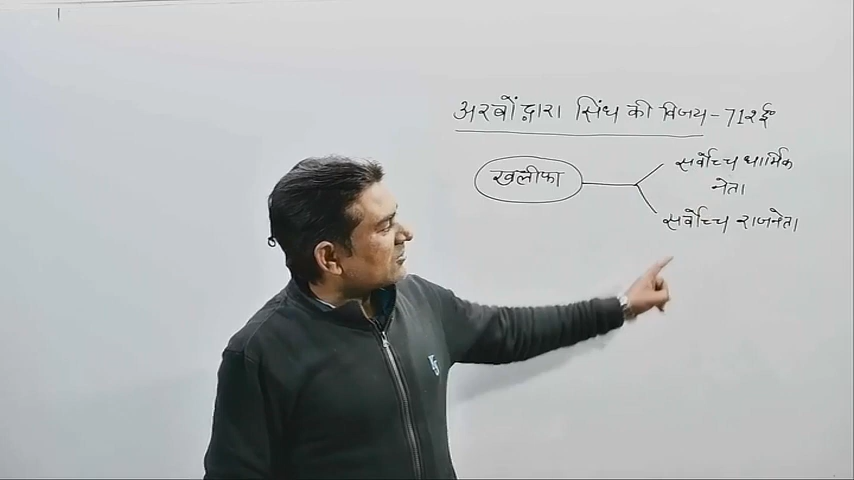 अरबों द्वारा सिंध की विजय - 712 ई॰
खलीफा
सर्वोच्च धार्मिक
नेता
सर्वोच्च राजनेता